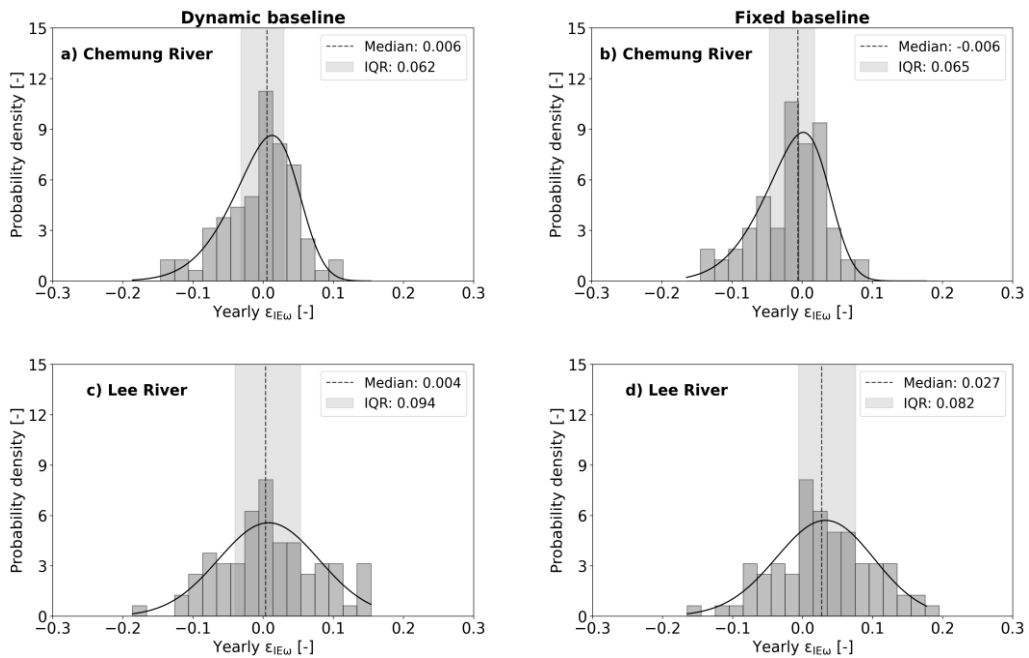 Dynamic baseline
a) Chemung River
Median: 0.006
IQR: 0.062
Probability density [-]
15
12
9
6
3
0
−0.3 −0.2 −0.1 0.0 0.1 0.2 0.3
Yearly εIEω [-]
Fixed baseline
b) Chemung River
Median: -0.006
IQR: 0.065
Probability density [-]
15
12
9
6
3
0
−0.3 −0.2 −0.1 0.0 0.1 0.2 0.3
Yearly εIEω [-]
c) Lee River
Median: 0.004
IQR: 0.094
Probability density [-]
15
12
9
6
3
0
−0.3 −0.2 −0.1 0.0 0.1 0.2 0.3
Yearly εIEω [-]
d) Lee River
Median: 0.027
IQR: 0.082
Probability density [-]
15
12
9
6
3
0
−0.3 −0.2 −0.1 0.0 0.1 0.2 0.3
Yearly εIEω [-]